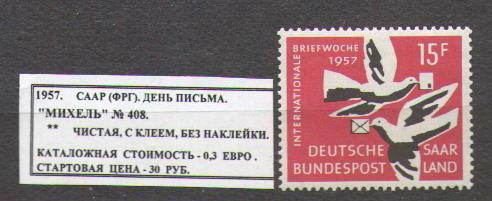 1957. СААР (ФРГ). ДЕНЬ ПИСЬМА.
"МИХЕЛЬ" № 408.
** ЧИСТАЯ, С КЛЕЕМ, БЕЗ НАКЛЕЙКИ.
КАТАЛОЖНАЯ СТОИМОСТЬ - 0,3 ЕВРО.
СТАРТОВАЯ ЦЕНА - 30 РУБ.
INTERNATIONALE
BRIEFWOCHE
1957
15F
DEUTSCHE
BUNDESPOST
SAAR
LAND